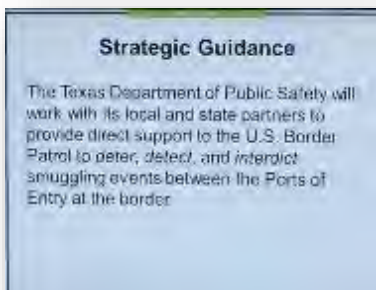 Strategic Guidance
The Texas Department of Public Safety will
work with its local and state partners to
provide direct support to the U.S. Border
Patrol to deter, detect, and interdict
smuggling events between the Ports of
Entry at the border